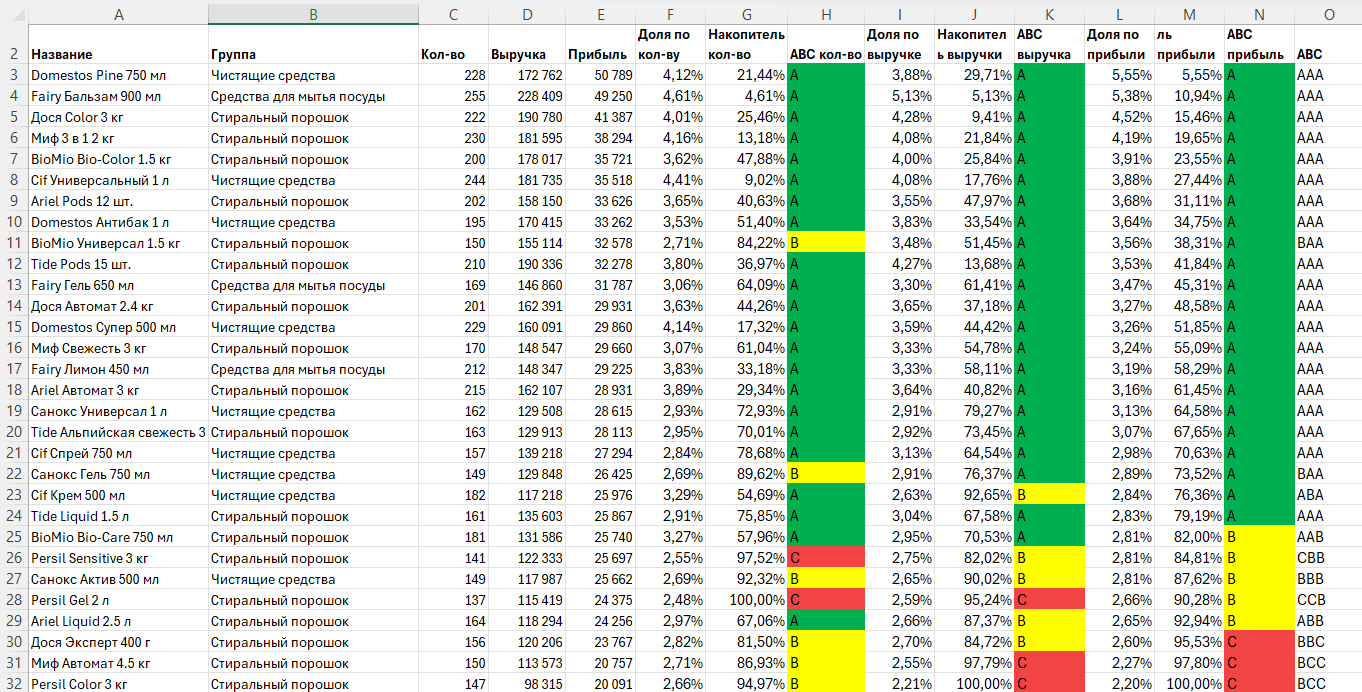 A B C D E F G H I J K L M N O
Доля по Накопитель Доля по Накопител ABC Доля по ль ABC
2 Название Группа Кол-во Выручка Прибыль кол-ву кол-во ABC кол-во выручке ь выручки выручка прибыли прибыли прибыль ABC
3 Domestos Pine 750 мл Чистящие средства 228 172 762 50 789 4,12% 21,44% A 3,88% 29,71% A 5,55% 5,55% A AAA
4 Fairy Бальзам 900 мл Средства для мытья посуды 255 228 409 49 250 4,61% 4,61% A 5,13% 5,13% A 5,38% 10,94% A AAA
5 Дося Color 3 кг Стиральный порошок 222 190 780 41 387 4,01% 25,46% A 4,28% 9,41% A 4,52% 15,46% A AAA
6 Миф 3 в 1 2 кг Стиральный порошок 230 181 595 38 294 4,16% 13,18% A 4,08% 21,84% A 4,19% 19,65% A AAA
7 BioMio Bio-Color 1.5 кг Стиральный порошок 200 178 017 35 721 3,62% 47,88% A 4,00% 25,84% A 3,91% 23,55% A AAA
8 Cif Универсальный 1 л Чистящие средства 244 181 735 35 518 4,41% 9,02% A 4,08% 17,76% A 3,88% 27,44% A AAA
9 Ariel Pods 12 шт. Стиральный порошок 202 158 150 33 626 3,65% 40,63% A 3,55% 47,97% A 3,68% 31,11% A AAA
10 Domestos Антибак 1 л Чистящие средства 195 170 415 33 262 3,53% 51,40% A 3,83% 33,54% A 3,64% 34,75% A AAA
11 BioMio Универсал 1.5 кг Стиральный порошок 150 155 114 32 578 2,71% 84,22% B 3,48% 51,45% A 3,56% 38,31% A BAA
12 Tide Pods 15 шт. Стиральный порошок 210 190 336 32 278 3,80% 36,97% A 4,27% 13,68% A 3,53% 41,84% A AAA
13 Fairy Гель 650 мл Средства для мытья посуды 169 146 860 31 787 3,06% 64,09% A 3,30% 61,41% A 3,47% 45,31% A AAA
14 Дося Автомат 2.4 кг Стиральный порошок 201 162 391 29 931 3,63% 44,26% A 3,65% 37,18% A 3,27% 48,58% A AAA
15 Domestos Супер 500 мл Чистящие средства 229 160 091 29 860 4,14% 17,32% A 3,59% 44,42% A 3,26% 51,85% A AAA
16 Миф Свежесть 3 кг Стиральный порошок 170 148 547 29 660 3,07% 61,04% A 3,33% 54,78% A 3,24% 55,09% A AAA
17 Fairy Лимон 450 мл Средства для мытья посуды 212 148 347 29 225 3,83% 33,18% A 3,33% 58,11% A 3,19% 58,29% A AAA
18 Ariel Автомат 3 кг Стиральный порошок 215 162 107 28 931 3,89% 29,34% A 3,64% 40,82% A 3,16% 61,45% A AAA
19 Санокс Универсал 1 л Чистящие средства 162 129 508 28 615 2,93% 72,93% A 2,91% 79,27% A 3,13% 64,58% A AAA
20 Tide Альпийская свежесть 3 Стиральный порошок 163 129 913 28 113 2,95% 70,01% A 2,92% 73,45% A 3,07% 67,65% A AAA
21 Cif Спрей 750 мл Чистящие средства 157 139 218 27 294 2,84% 78,68% A 3,13% 64,54% A 2,98% 70,63% A AAA
22 Санокс Гель 750 мл Чистящие средства 149 129 848 26 425 2,69% 89,62% B 2,91% 76,37% A 2,89% 73,52% A BAA
23 Cif Крем 500 мл Чистящие средства 182 117 218 25 976 3,29% 54,69% A 2,63% 92,65% B 2,84% 76,36% A ABA
24 Tide Liquid 1.5 л Стиральный порошок 161 135 603 25 867 2,91% 75,85% A 3,04% 67,58% A 2,83% 79,19% A AAA
25 BioMio Bio-Care 750 мл Стиральный порошок 181 131 586 25 740 3,27% 57,96% A 2,95% 70,53% A 2,81% 82,00% B AAB
26 Persil Sensitive 3 кг Стиральный порошок 141 122 333 25 697 2,55% 97,52% C 2,75% 82,02% B 2,81% 84,81% B CBB
27 Санокс Актив 500 мл Чистящие средства 149 117 987 25 662 2,69% 92,32% B 2,65% 90,02% B 2,81% 87,62% B BBB
28 Persil Gel 2 л Стиральный порошок 137 115 419 24 375 2,48% 100,00% C 2,59% 95,24% C 2,66% 90,28% B CCB
29 Ariel Liquid 2.5 л Стиральный порошок 164 118 294 24 256 2,97% 67,06% A 2,66% 87,37% B 2,65% 92,94% B ABB
30 Дося Эксперт 400 г Стиральный порошок 156 120 206 23 767 2,82% 81,50% B 2,70% 84,72% B 2,60% 95,53% C BBC
31 Миф Автомат 4.5 кг Стиральный порошок 150 113 573 20 757 2,71% 86,93% B 2,55% 97,79% C 2,27% 97,80% C BCC
32 Persil Color 3 кг Стиральный порошок 147 98 315 20 091 2,66% 94,97% B 2,21% 100,00% C 2,20% 100,00% C BCC